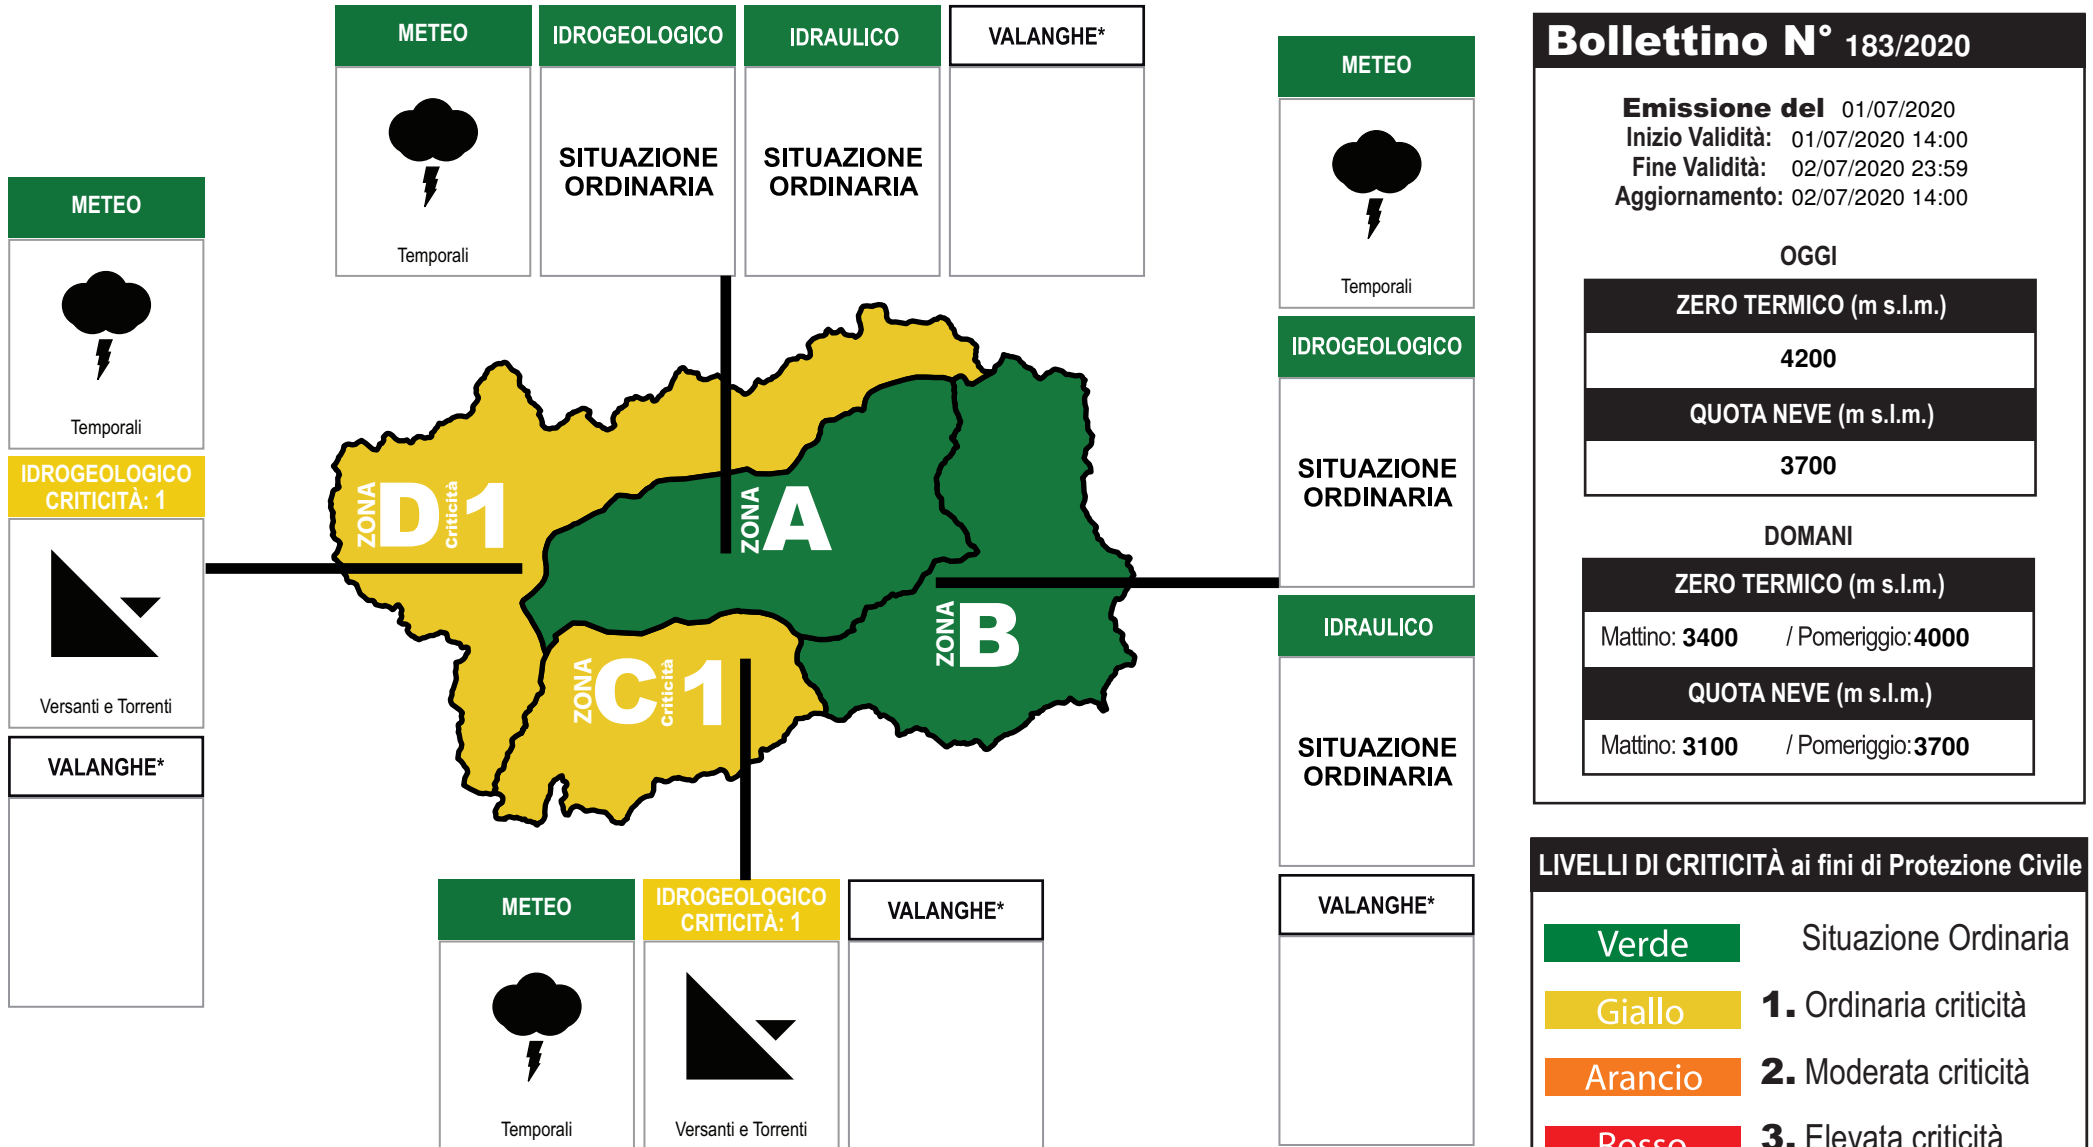 METEO
IDROGEOLOGICO
IDRAULICO
VALANGHE*
Temporali
SITUAZIONE
ORDINARIA
SITUAZIONE
ORDINARIA
METEO
Temporali
IDROGEOLOGICO
CRITICITÀ: 1
Versanti e Torrenti
VALANGHE*
ZONA D Criticità 1
ZONA A
ZONA B
ZONA C Criticità 1
METEO
Temporali
IDROGEOLOGICO
SITUAZIONE
ORDINARIA
IDRAULICO
SITUAZIONE
ORDINARIA
VALANGHE*
METEO
IDROGEOLOGICO
CRITICITÀ: 1
VALANGHE*
Temporali
Versanti e Torrenti
Bollettino N° 183/2020
Emissione del 01/07/2020
Inizio Validità: 01/07/2020 14:00
Fine Validità: 02/07/2020 23:59
Aggiornamento: 02/07/2020 14:00
OGGI
ZERO TERMICO (m s.l.m.)
4200
QUOTA NEVE (m s.l.m.)
3700
DOMANI
ZERO TERMICO (m s.l.m.)
Mattino: 3400 / Pomeriggio: 4000
QUOTA NEVE (m s.l.m.)
Mattino: 3100 / Pomeriggio: 3700
LIVELLI DI CRITICITÀ ai fini di Protezione Civile
Verde Situazione Ordinaria
Giallo 1. Ordinaria criticità
Arancio 2. Moderata criticità
Rosso 3. Elevata criticità